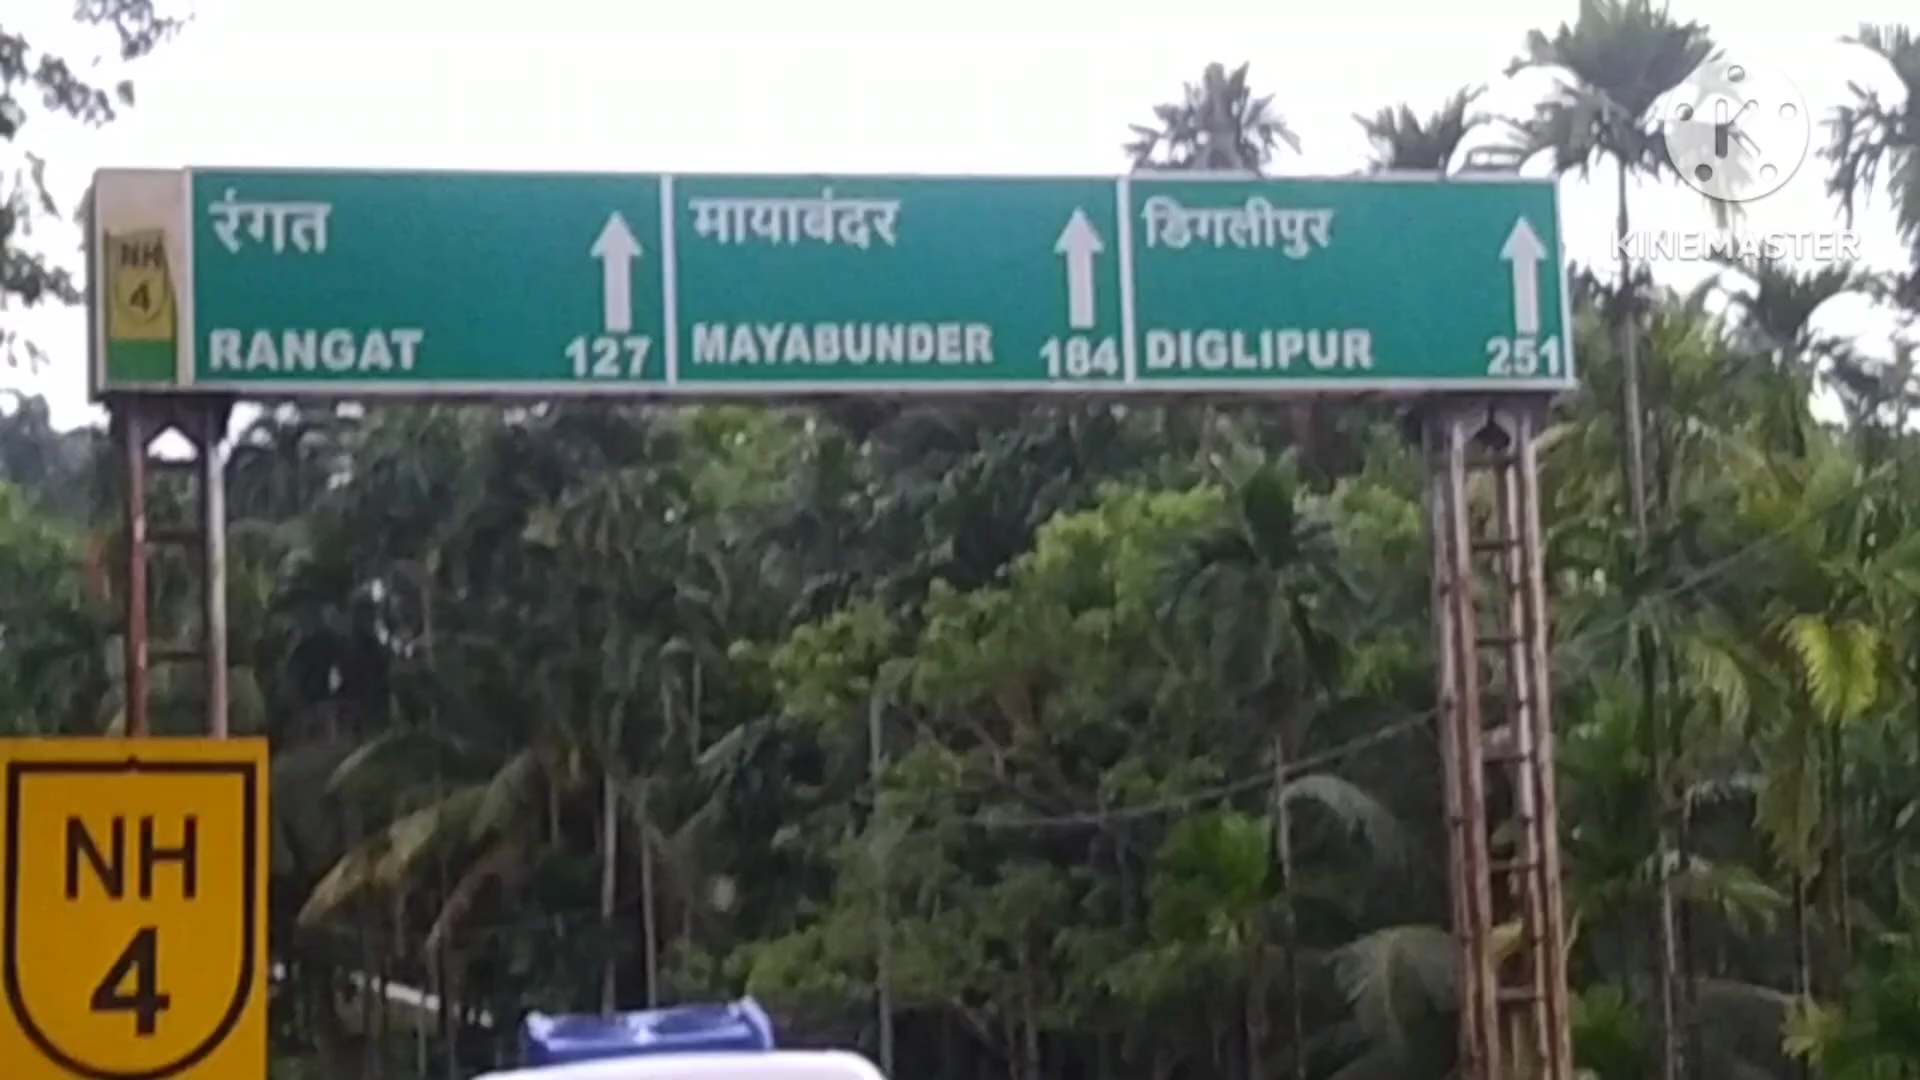 NH
4
रंगत
RANGAT 127
मायाबंदर
MAYABUNDER 184
डिगलीपुर
DIGLIPUR 251
KINEMASTER
NH
4